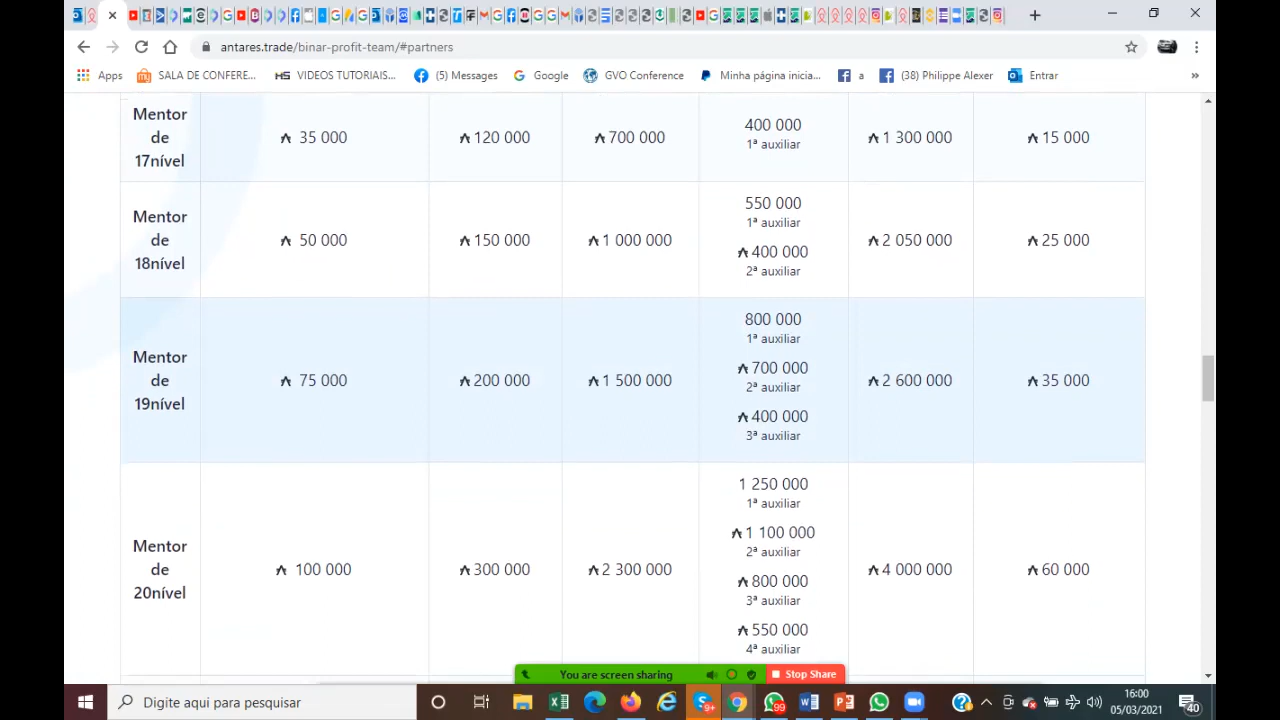 antares.trade/binar-profit-team/#partners
Apps SALA DE CONFERE... VIDEOS TUTORIAIS... (5) Messages Google GVO Conference Minha página inicia... a (38) Philippe Alexer Entrar »
Mentor
de
17nível
35 000
120 000
700 000
400 000
1ª auxiliar
1 300 000
15 000
Mentor
de
18nível
50 000
150 000
1 000 000
550 000
1ª auxiliar
400 000
2ª auxiliar
2 050 000
25 000
Mentor
de
19nível
75 000
200 000
1 500 000
800 000
1ª auxiliar
700 000
2ª auxiliar
400 000
3ª auxiliar
2 600 000
35 000
Mentor
de
20nível
100 000
300 000
2 300 000
1 250 000
1ª auxiliar
1 100 000
2ª auxiliar
800 000
3ª auxiliar
550 000
4ª auxiliar
4 000 000
60 000
You are screen sharing Stop Share
Digite aqui para pesquisar
16:00
05/03/2021
40